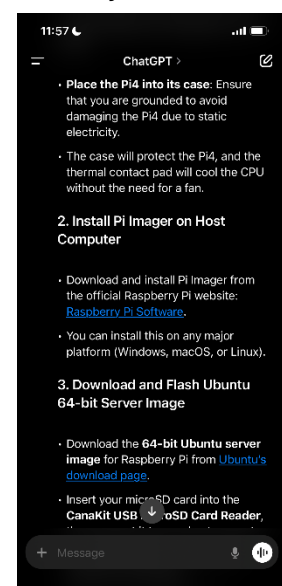 11:57
ChatGPT >
• Place the Pi4 into its case: Ensure
that you are grounded to avoid
damaging the Pi4 due to static
electricity.
• The case will protect the Pi4, and the
thermal contact pad will cool the CPU
without the need for a fan.
2. Install Pi Imager on Host
Computer
• Download and install Pi Imager from
the official Raspberry Pi website:
Raspberry Pi Software.
• You can install this on any major
platform (Windows, macOS, or Linux).
3. Download and Flash Ubuntu
64-bit Server Image
• Download the 64-bit Ubuntu server
image for Raspberry Pi from Ubuntu's
download page.
• Insert your microSD card into the
CanaKit USB Card Reader,
Message